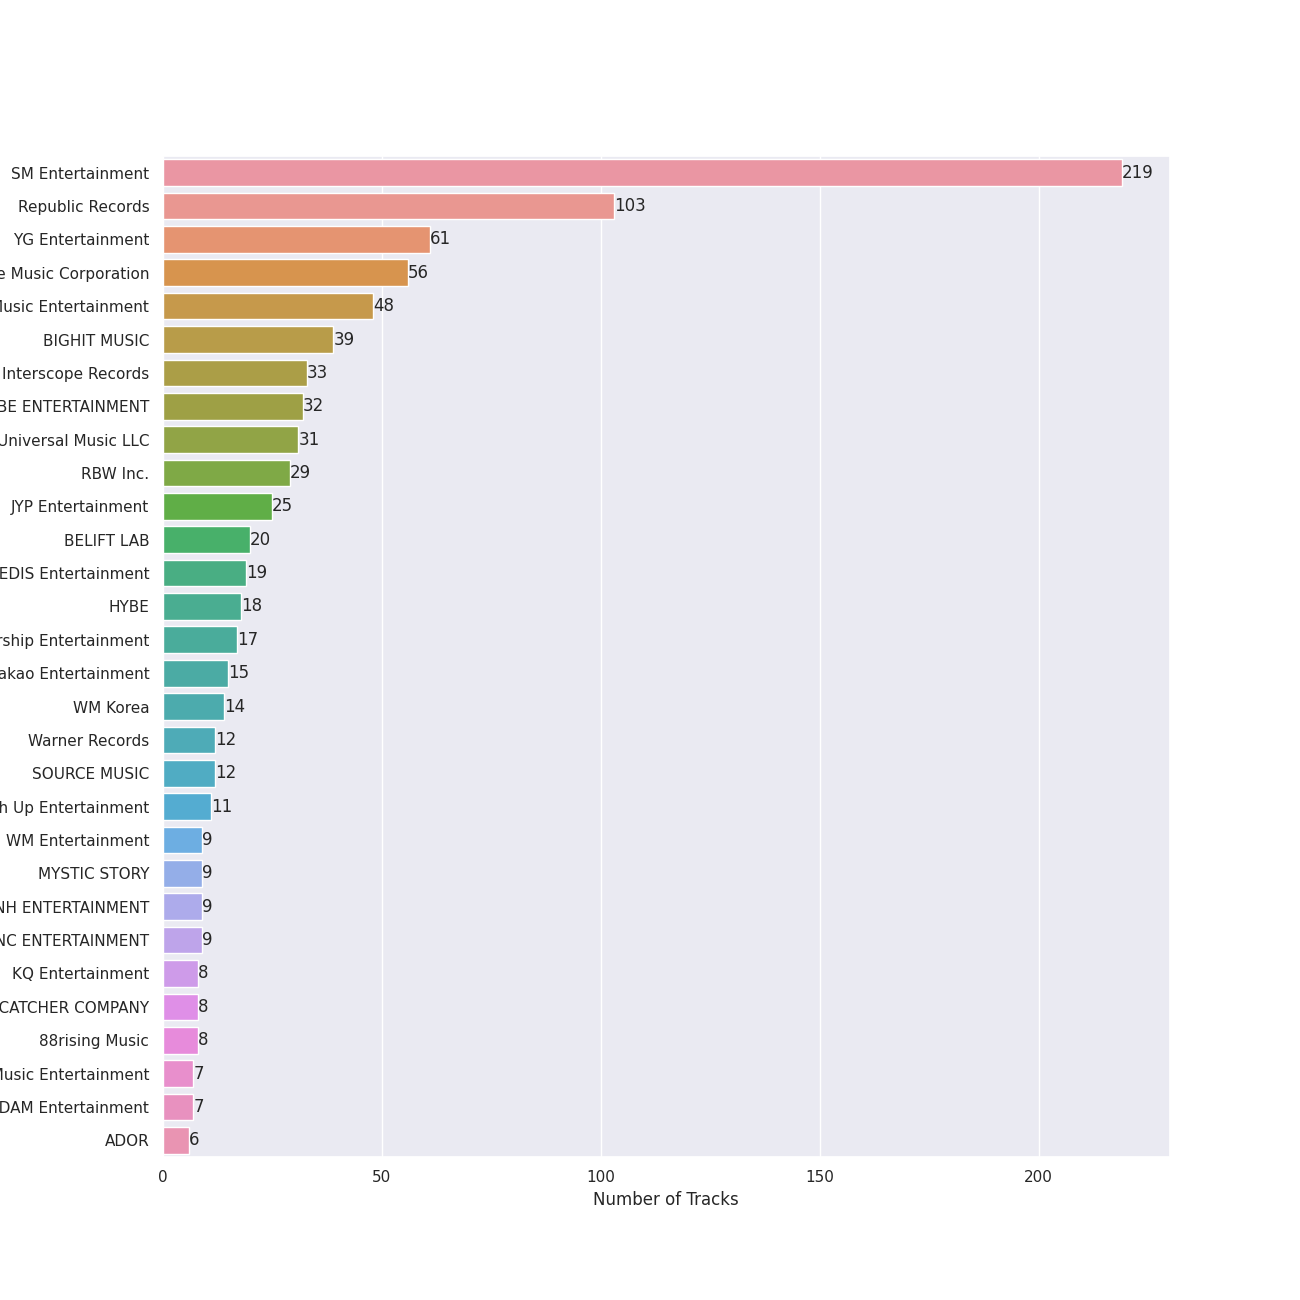 SM Entertainment 219
Republic Records 103
YG Entertainment 61
e Music Corporation 56
Music Entertainment 48
BIGHIT MUSIC 39
Interscope Records 33
BE ENTERTAINMENT 32
Universal Music LLC 31
RBW Inc. 29
JYP Entertainment 25
BELIFT LAB 20
EDIS Entertainment 19
HYBE 18
rship Entertainment 17
akao Entertainment 15
WM Korea 14
Warner Records 12
SOURCE MUSIC 12
h Up Entertainment 11
WM Entertainment 9
MYSTIC STORY 9
NH ENTERTAINMENT 9
NC ENTERTAINMENT 9
KQ Entertainment 8
CATCHER COMPANY 8
88rising Music 8
Music Entertainment 7
DAM Entertainment 7
ADOR 6
0 50 100 150 200
Number of Tracks